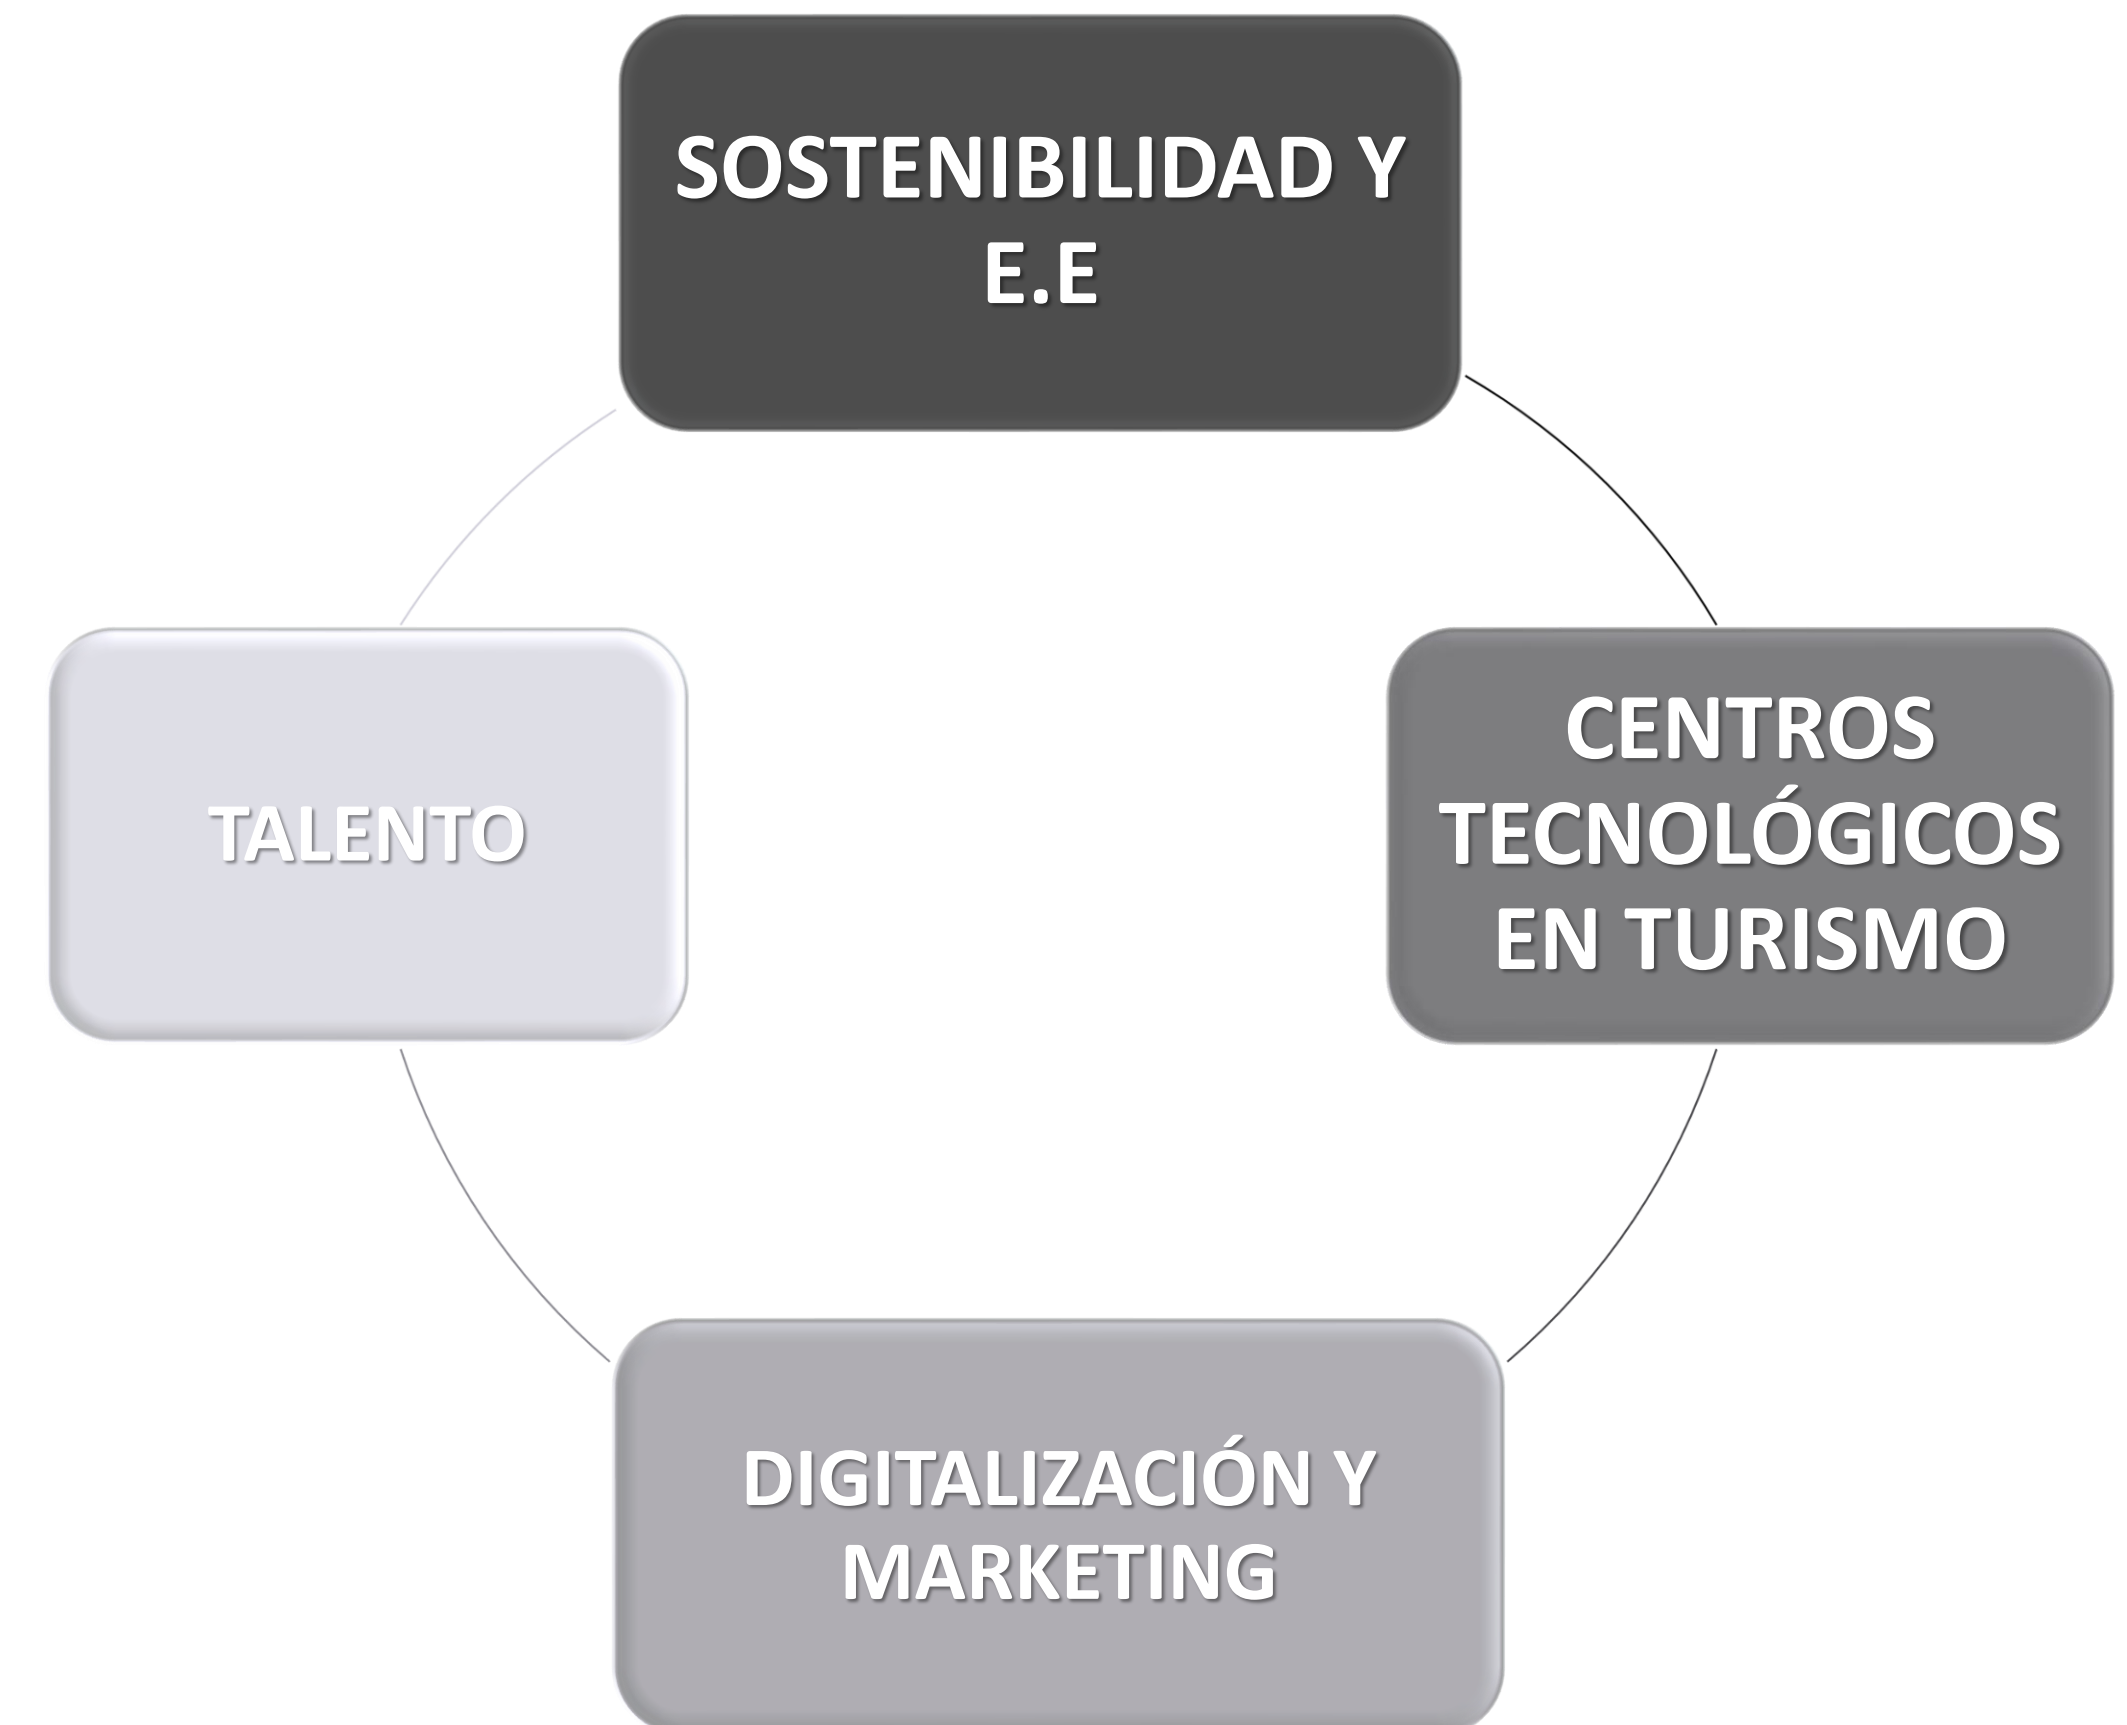 SOSTENIBILIDAD Y
E.E
TALENTO
CENTROS
TECNOLÓGICOS
EN TURISMO
DIGITALIZACIÓN Y
MARKETING